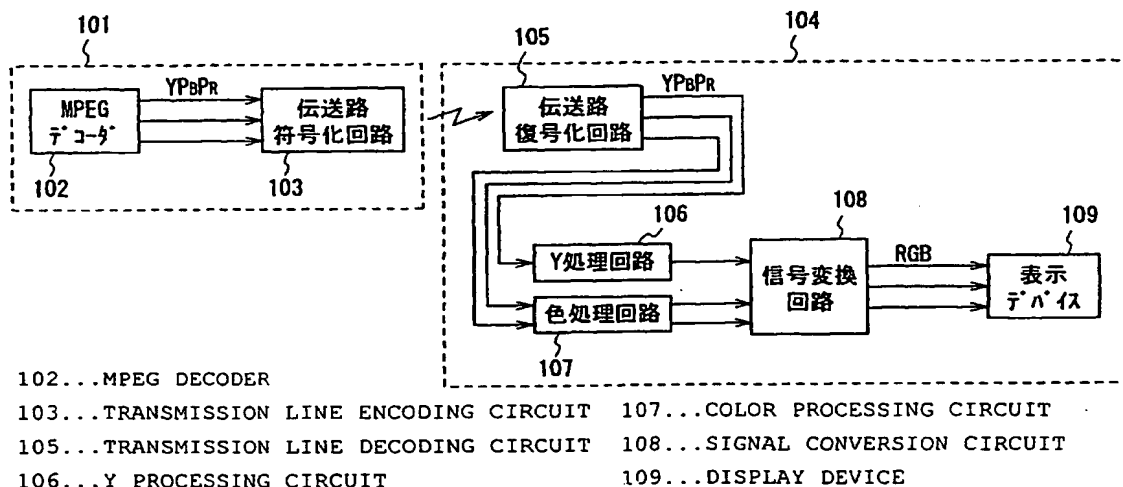 101
YPBPR
MPEG
デコーダ
伝送路
符号化回路
102
103
104
105
YPBPR
伝送路
復号化回路
106
Y処理回路
色処理回路
107
108
信号変換
回路
RGB
109
表示
デバイス
102...MPEG DECODER
103...TRANSMISSION LINE ENCODING CIRCUIT
105...TRANSMISSION LINE DECODING CIRCUIT
106...Y PROCESSING CIRCUIT
107...COLOR PROCESSING CIRCUIT
108...SIGNAL CONVERSION CIRCUIT
109...DISPLAY DEVICE